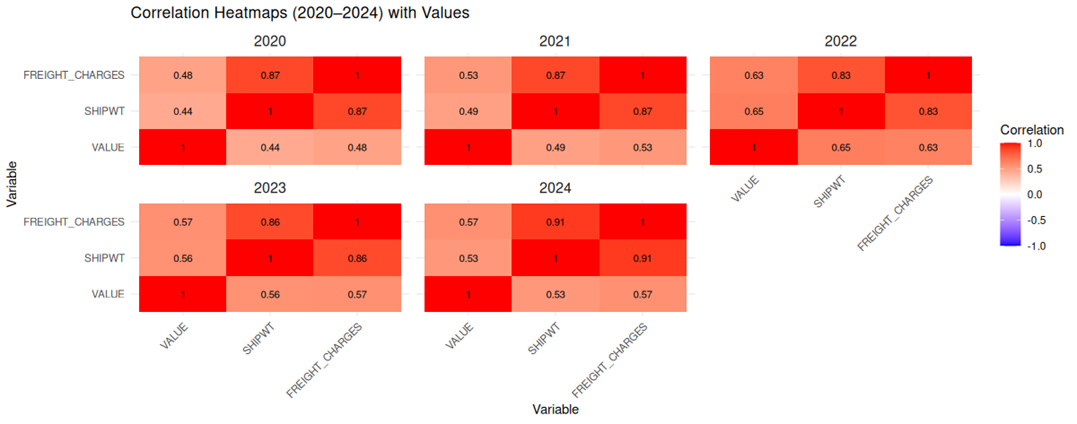 Correlation Heatmaps (2020–2024) with Values
2020
2021
2022
FREIGHT_CHARGES
0.48
0.87
1
0.53
0.87
1
0.63
0.83
1
SHIPWT
0.44
1
0.87
0.49
1
0.87
0.65
1
0.83
VALUE
1
0.44
0.48
1
0.49
0.53
1
0.65
0.63
VALUE
SHIPWT
FREIGHT_CHARGES
2023
2024
FREIGHT_CHARGES
0.57
0.86
1
0.57
0.91
1
SHIPWT
0.56
1
0.86
0.53
1
0.91
VALUE
1
0.56
0.57
1
0.53
0.57
VALUE
SHIPWT
FREIGHT_CHARGES
VALUE
SHIPWT
FREIGHT_CHARGES
Variable
Variable
Correlation
1.0
0.5
0.0
-0.5
-1.0